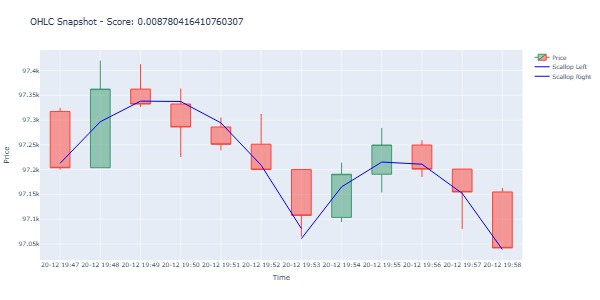 OHLC Snapshot - Score: 0.008780416410760307
Price
Scallop Left
Scallop Right
97.4k
97.35k
97.3k
97.25k
97.2k
97.15k
97.1k
97.05k
Price
20-12 19:47 20-12 19:48 20-12 19:49 20-12 19:50 20-12 19:51 20-12 19:52 20-12 19:53 20-12 19:54 20-12 19:55 20-12 19:56 20-12 19:57 20-12 19:58
Time